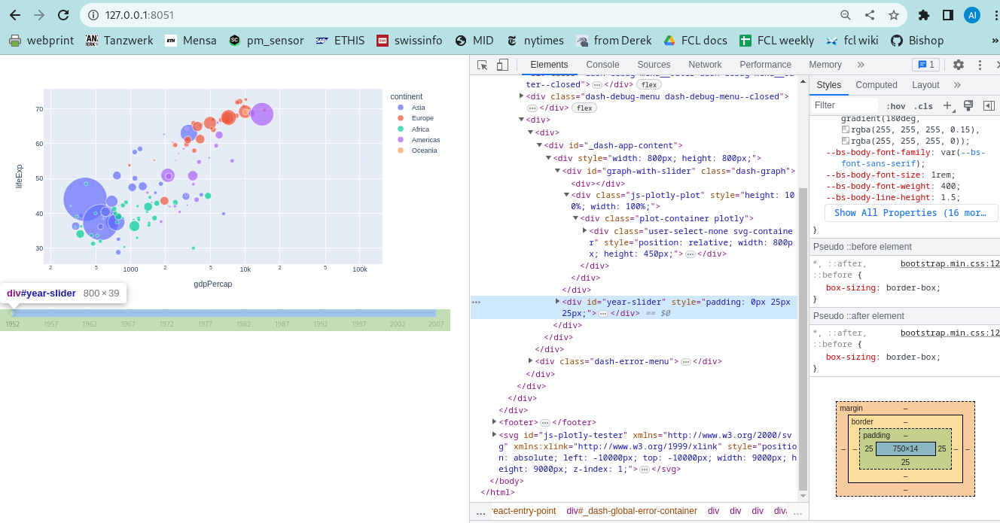 127.0.0.1:8051
AI
webprint
TANZ
WERK
Tanzwerk
ETH
Mensa
SC
pm_sensor
SAP
ETHIS
SWI
swissinfo
MID
nytimes
from Derek
FCL docs
FCL weekly
fcl wiki
Bishop
»
continent
Asia
Europe
Africa
Americas
Oceania
lifeExp
70
60
50
40
30
2
5
1000
2
5
10k
2
5
100k
gdpPercap
div#year-slider 800 × 39
1952 1957 1962 1967 1972 1977 1982 1987 1992 1997 2002 2007
Elements Console Sources Network Performance Memory » 1
ter--closed">…</div> flex
<div class="dash-debug-menu dash-debug-menu--closed">
…</div> flex
<div>
<div>
<div id="_dash-app-content">
<div style="width: 800px; height: 800px;">
<div id="graph-with-slider" class="dash-graph">
<div></div>
<div class="js-plotly-plot" style="height: 10
0%; width: 100%;">
<div class="plot-container plotly">
<div class="user-select-none svg-containe
r" style="position: relative; width: 800p
x; height: 450px;">…</div>
</div>
</div>
</div>
… <div id="year-slider" style="padding: 0px 25px
25px;">…</div> == $0
</div>
</div>
</div>
<div class="dash-error-menu">…</div>
</div>
</div>
</div>
</div>
<footer>…</footer>
<svg id="js-plotly-tester" xmlns="http://www.w3.org/2000/sv
g" xmlns:xlink="http://www.w3.org/1999/xlink" style="positio
n: absolute; left: -10000px; top: -10000px; width: 9000px; h
eight: 9000px; z-index: 1;">…</svg>
</body>
</html>
… react-entry-point div#_dash-global-error-container div div div div …
Styles Computed Layout »
Filter :hov .cls
gradient(180deg,
rgba(255, 255, 255, 0.15),
rgba(255, 255, 255, 0));
--bs-body-font-family: var(--bs-
font-sans-serif);
--bs-body-font-size: 1rem;
--bs-body-font-weight: 400;
--bs-body-line-height: 1.5;
Show All Properties (16 mor…
}
Pseudo ::before element
*, ::after, bootstrap.min.css:12
::before {
box-sizing: border-box;
}
Pseudo ::after element
*, ::after, bootstrap.min.css:12
::before {
box-sizing: border-box;
}
margin –
border –
padding –
– – 25 750×14 25 – –
25
–
–